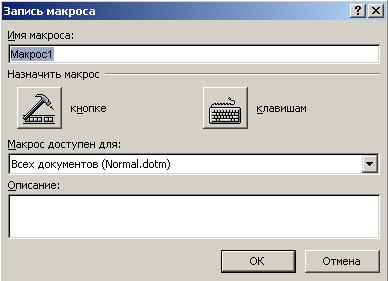 Запись макроса
Имя макроса:
Макрос1
Назначить макрос
кнопке
клавишам
Макрос доступен для:
Всех документов (Normal.dotm)
Описание:
ОК
Отмена